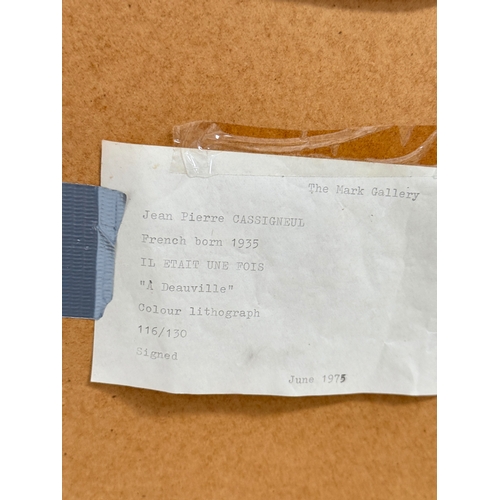 The Mark Gallery
Jean Pierre CASSIGNEUL
French born 1935
IL ETAIT UNE FOIS
"A Deauville"
Colour lithograph
116/130
Signed
June 1975